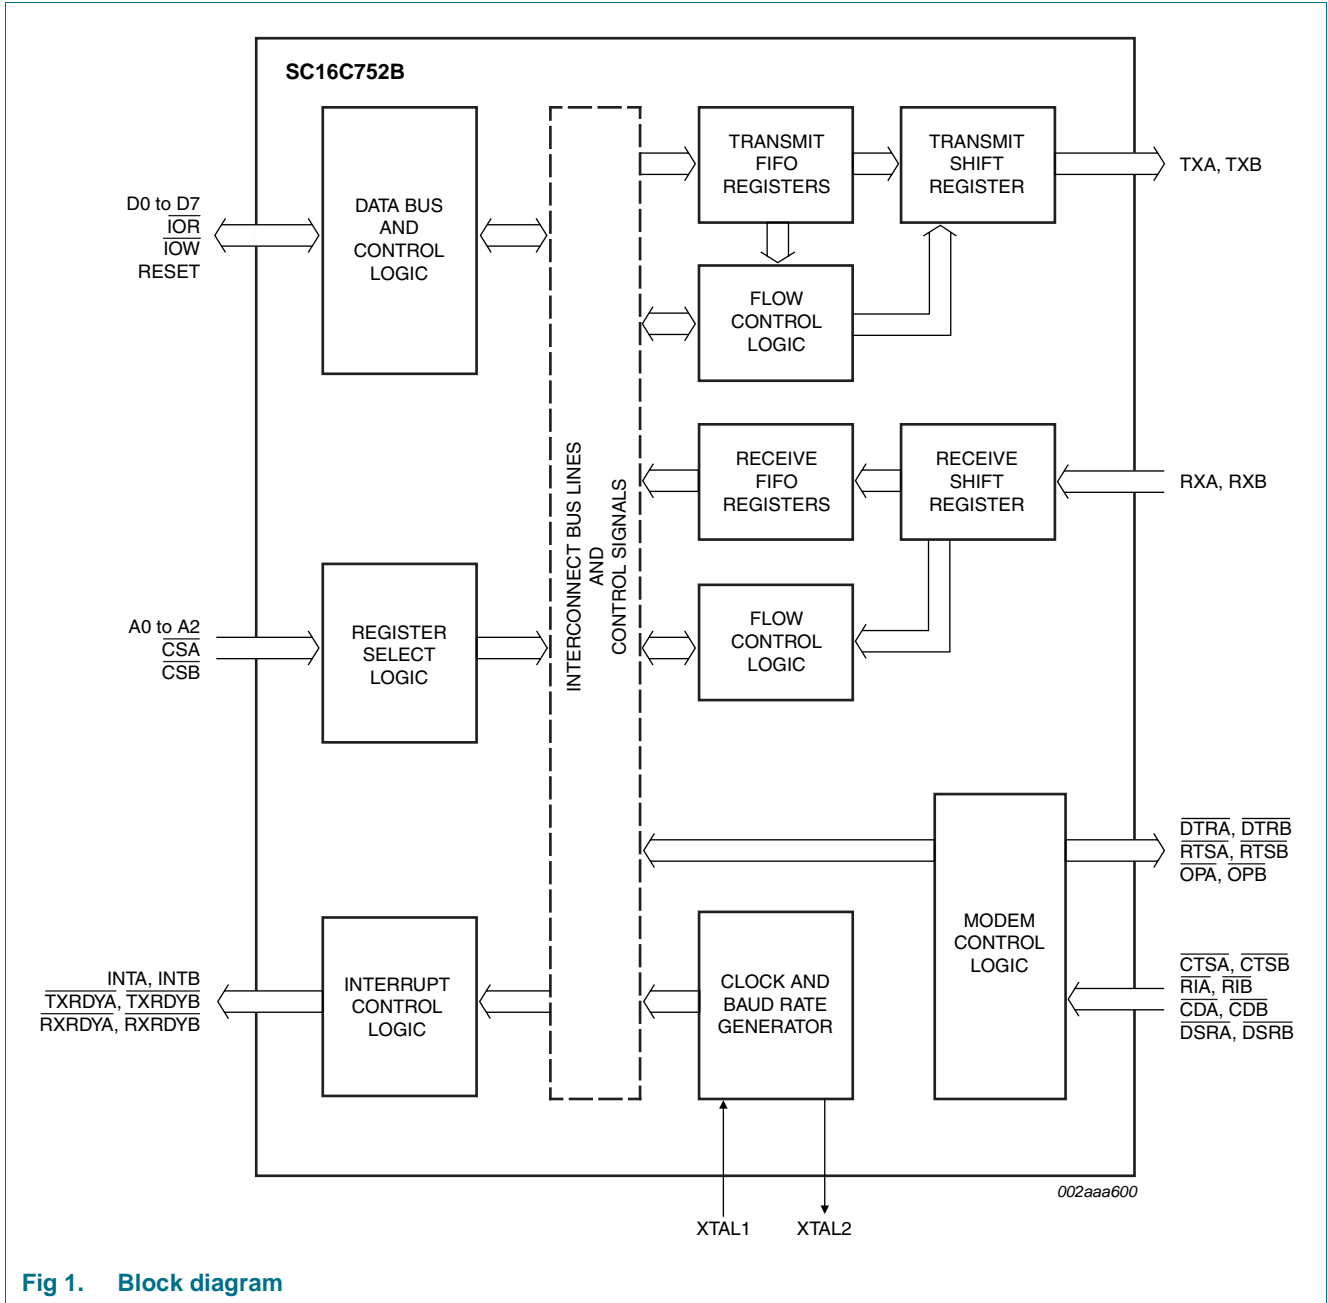 SC16C752B
D0 to D7
IOR
IOW
RESET
DATA BUS
AND
CONTROL
LOGIC
TRANSMIT
FIFO
REGISTERS
TRANSMIT
SHIFT
REGISTER
TXA, TXB
FLOW
CONTROL
LOGIC
INTERCONNECT BUS LINES
AND
CONTROL SIGNALS
RECEIVE
FIFO
REGISTERS
RECEIVE
SHIFT
REGISTER
RXA, RXB
A0 to A2
CSA
CSB
REGISTER
SELECT
LOGIC
FLOW
CONTROL
LOGIC
DTRA, DTRB
RTSA, RTSB
OPA, OPB
MODEM
CONTROL
LOGIC
CTSA, CTSB
RIA, RIB
CDA, CDB
DSRA, DSRB
INTA, INTB
TXRDYA, TXRDYB
RXRDYA, RXRDYB
INTERRUPT
CONTROL
LOGIC
CLOCK AND
BAUD RATE
GENERATOR
002aaa600
XTAL1
XTAL2
Fig 1. Block diagram